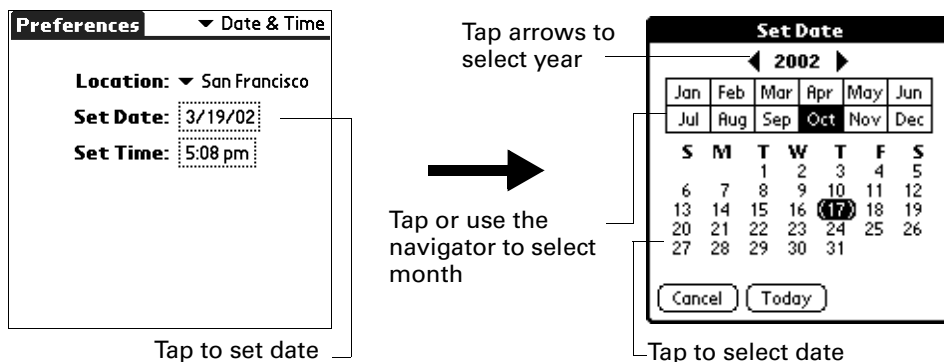 Preferences
Date & Time
Location: San Francisco
Set Date: 3/19/02
Set Time: 5:08 pm
Tap to set date
Tap arrows to
select year
Tap or use the
navigator to select
month
Set Date
2002
Jan Feb Mar Apr May Jun
Jul Aug Sep Oct Nov Dec
S M T W T F S
1 2 3 4 5
6 7 8 9 10 11 12
13 14 15 16 17 18 19
20 21 22 23 24 25 26
27 28 29 30 31
Cancel Today
Tap to select date